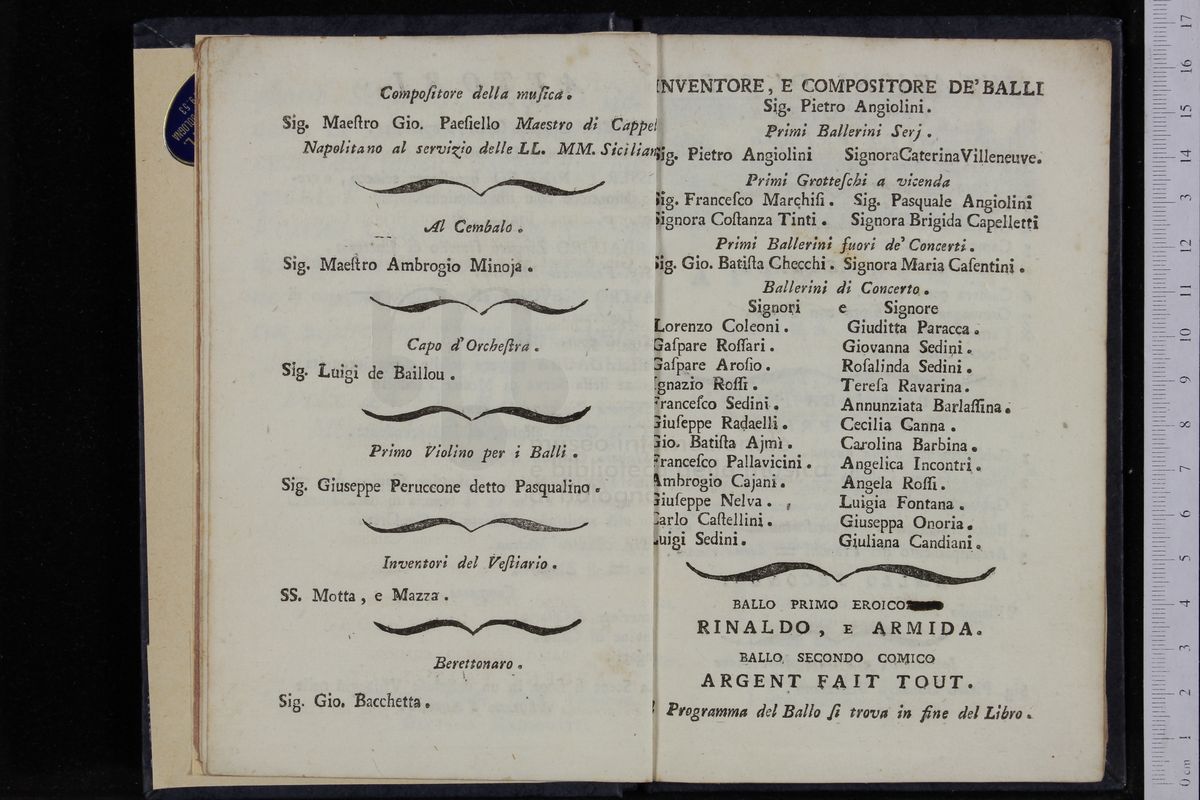 Compoſitore della muſica.
Sig. Maeſtro Gio. Paeſiello Maestro di Cappel
Napolitano al servizio delle LL. MM. Sicilian
Al Cembalo.
Sig. Maeſtro Ambrogio Minoja.
Capo d'Orcheſtra.
Sig. Luigi de Baillou.
Primo Violino per i Balli.
Sig. Giuseppe Peruccone detto Pasqualino.
Inventori del Veſtiario.
SS. Motta, e Mazza.
Berettonaro.
Sig. Gio. Bacchetta.
INVENTORE, E COMPOSITORE DE' BALLI
Sig. Pietro Angiolini.
Primi Ballerini Serj.
Sig. Pietro Angiolini Signora Caterina Villeneuve.
Primi Grotteſchi a vicenda
Sig. Franceſco Marchiſi. Sig. Pasquale Angiolini
Signora Coſtanza Tinti. Signora Brigida Capelletti
Primi Ballerini fuori de' Concerti.
Sig. Gio. Batiſta Checchi. Signora Maria Caſentini.
Ballerini di Concerto.
Signori e Signore
Lorenzo Coleoni. Giuditta Paracca.
Gaſpare Roſſari. Giovanna Sedini.
Gaſpare Aroſio. Roſalinda Sedini.
Ignazio Roſſi. Tereſa Ravarina.
Franceſco Sedini. Annunziata Barlaſſina.
Giuſeppe Radaelli. Cecilia Canna.
Gio. Batiſta Ajmi. Carolina Barbina.
Franceſco Pallavicini. Angelica Incontri.
Ambrogio Cajani. Angela Roſſi.
Giuſeppe Nelva. Luigia Fontana.
Carlo Caſtellini. Giuseppa Onoria.
Luigi Sedini. Giuliana Candiani.
BALLO PRIMO EROICO
RINALDO, E ARMIDA.
BALLO SECONDO COMICO
ARGENT FAIT TOUT.
Programma del Ballo ſi trova in fine del Libro.